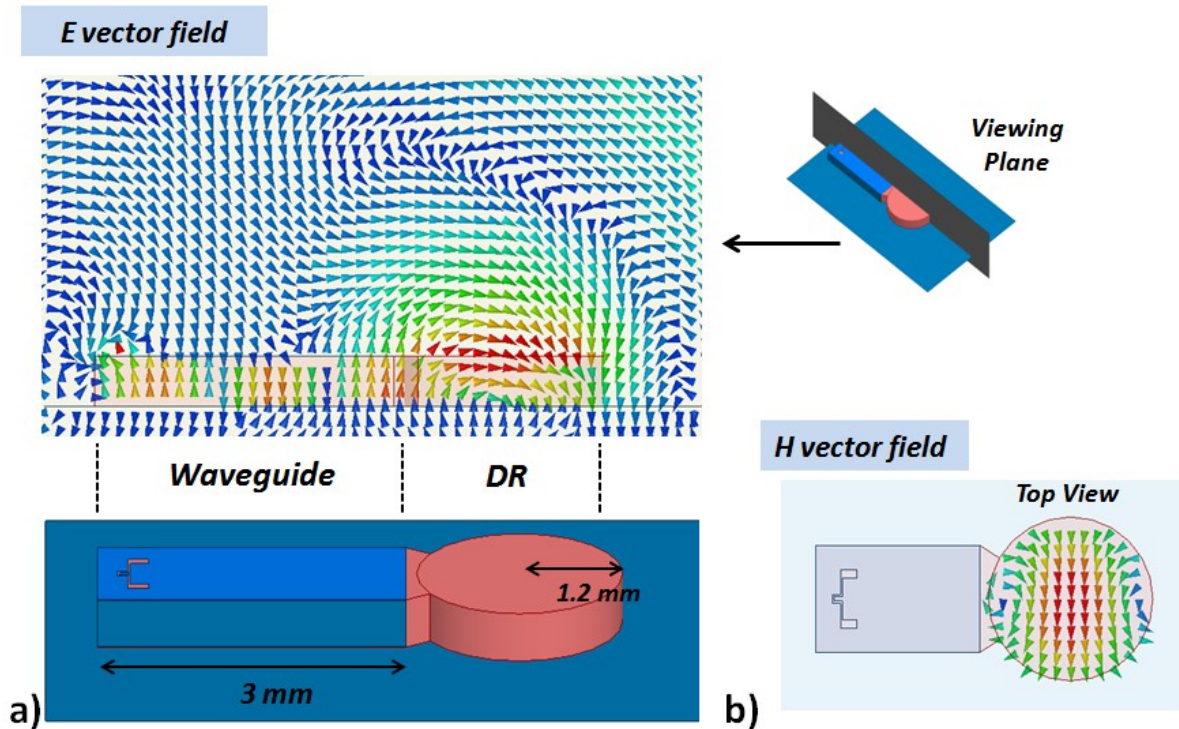 E vector field
Viewing
Plane
Waveguide
DR
H vector field
Top View
1.2 mm
3 mm
a)
b)